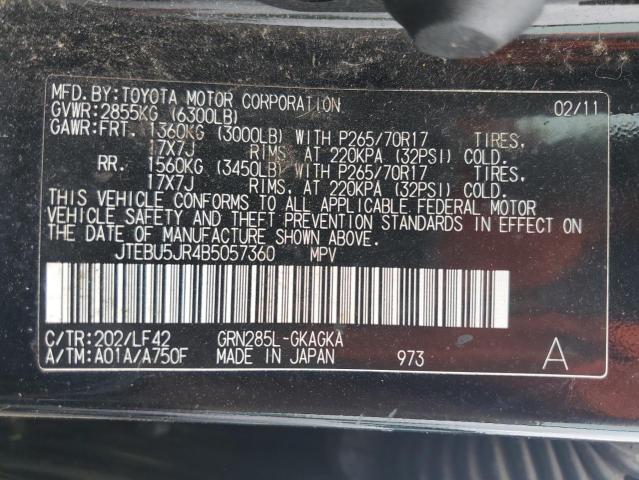 MFD. BY: TOYOTA MOTOR CORPORATION 02/11
GVWR: 2855KG (6300LB)
GAWR: FRT. 1360KG (3000LB) WITH P265/70R17 TIRES,
17X7J RIMS, AT 220KPA (32PSI) COLD.
RR. 1560KG (3450LB) WITH P265/70R17 TIRES,
17X7J RIMS, AT 220KPA (32PSI) COLD.
THIS VEHICLE CONFORMS TO ALL APPLICABLE FEDERAL MOTOR
VEHICLE SAFETY AND THEFT PREVENTION STANDARDS IN EFFECT ON
THE DATE OF MANUFACTURE SHOWN ABOVE.
JTEBU5JR4B5057360 MPV
C/TR: 202/LF42 GRN285L-GKAGKA
A/TM: A01A/A750F MADE IN JAPAN 973 A